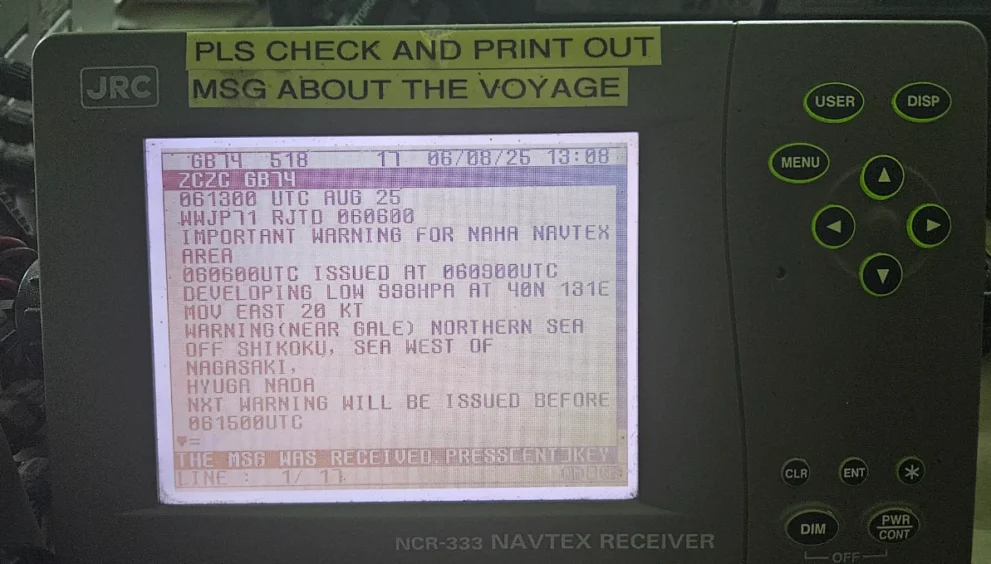 PLS CHECK AND PRINT OUT
MSG ABOUT THE VOYAGE
JRC
GB74 518 17 06/08/25 13:08
ZCZC GB74
061300 UTC AUG 25
WWJP71 RJTD 060600
IMPORTANT WARNING FOR NAHA NAVTEX
AREA
060600UTC ISSUED AT 060900UTC
DEVELOPING LOW 998HPA AT 40N 131E
MOV EAST 20 KT
WARNING(NEAR GALE) NORTHERN SEA
OFF SHIKOKU, SEA WEST OF
NAGASAKI,
HYUGA NADA
NXT WARNING WILL BE ISSUED BEFORE
061500UTC
▼=
THE MSG WAS RECEIVED.PRESS[ENT]KEY
LINE : 1/ 17
NCR-333 NAVTEX RECEIVER
USER DISP
MENU
CLR ENT *
DIM PWR
CONT
OFF